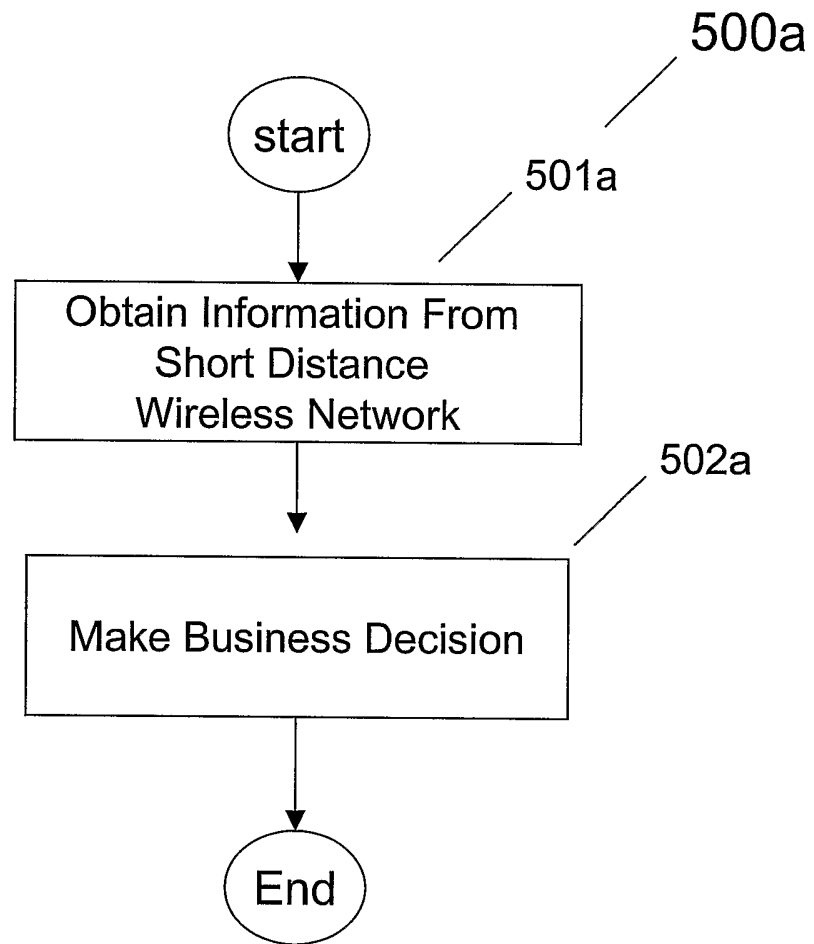 500a
start
501a
Obtain Information From
Short Distance
Wireless Network
502a
Make Business Decision
End